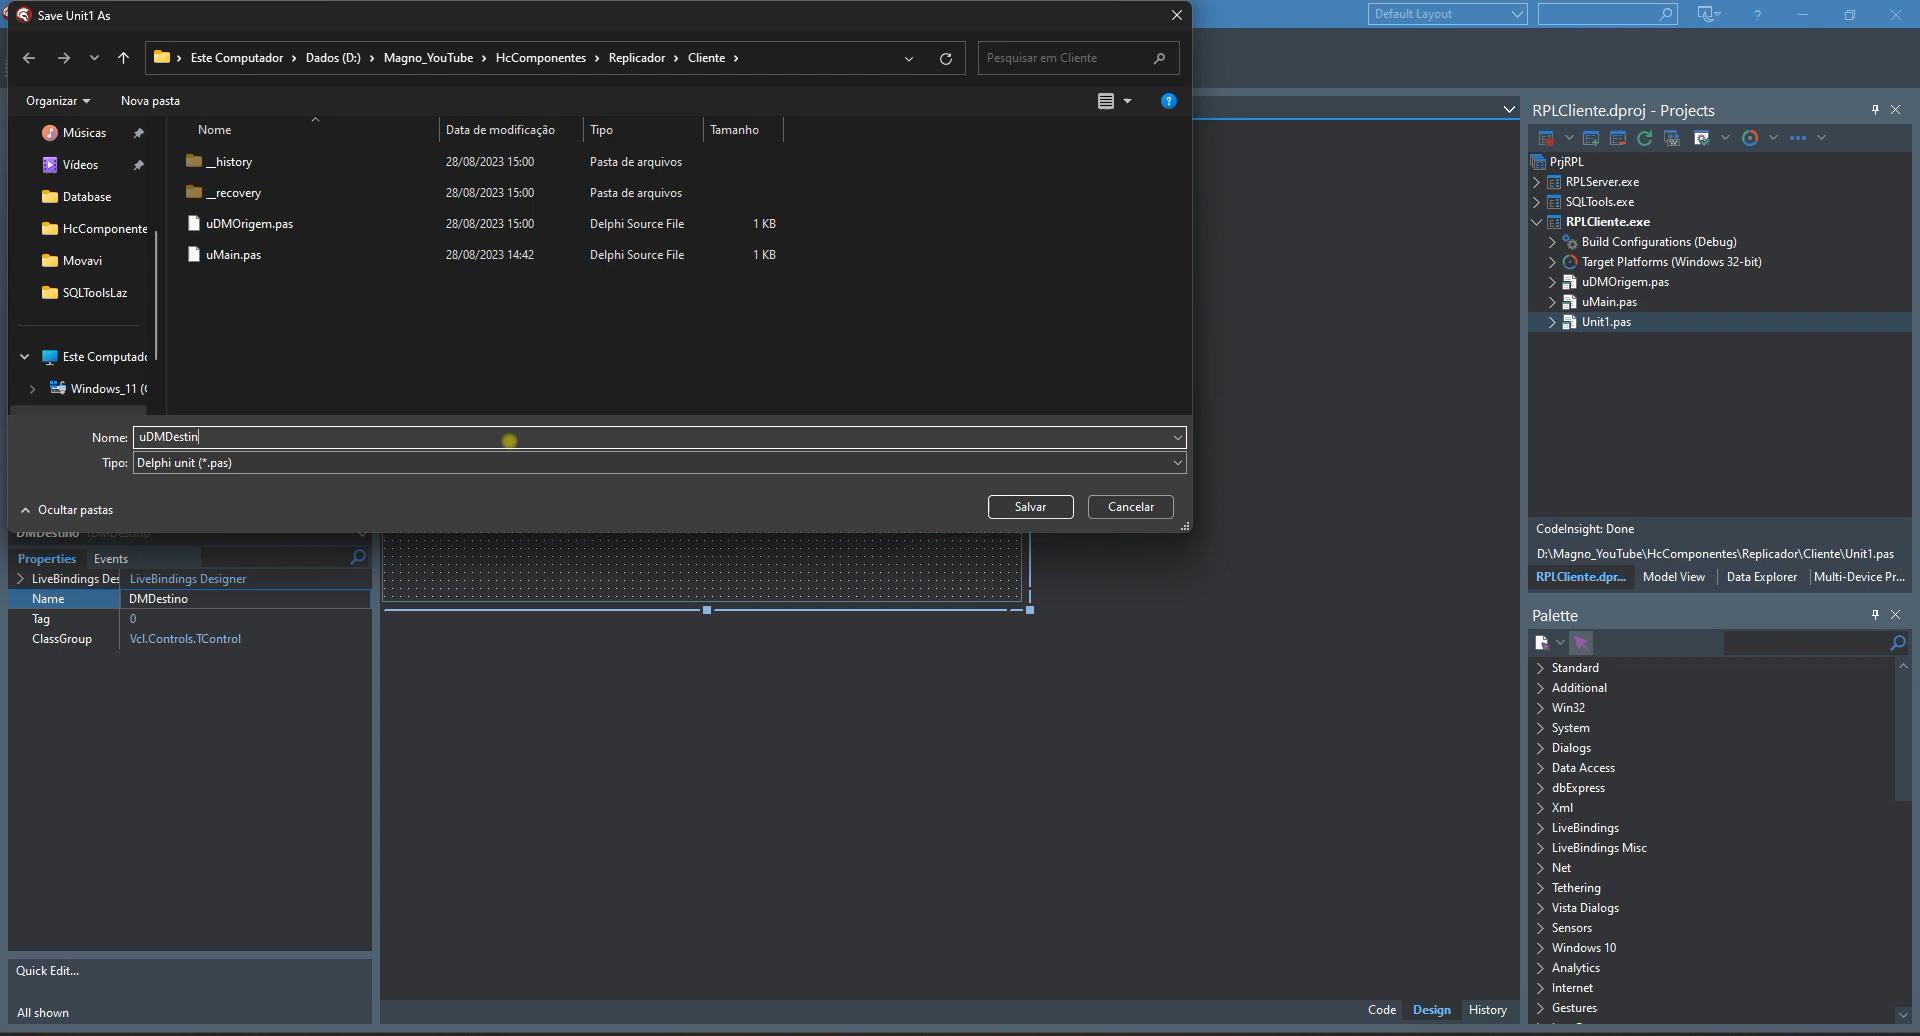 Save Unit1 As
Default Layout
?
Este Computador > Dados (D:) > Magno_YouTube > HcComponentes > Replicador > Cliente >
Pesquisar em Cliente
Organizar
Nova pasta
?
Músicas
Vídeos
Database
HcComponente
Movavi
SQLToolsLaz
Este Computado
Windows_11 (
Nome
Data de modificação
Tipo
Tamanho
__history
28/08/2023 15:00
Pasta de arquivos
__recovery
28/08/2023 15:00
Pasta de arquivos
uDMOrigem.pas
28/08/2023 15:00
Delphi Source File
1 KB
uMain.pas
28/08/2023 14:42
Delphi Source File
1 KB
Nome: uDMDestin
Tipo: Delphi unit (*.pas)
Ocultar pastas
Salvar
Cancelar
DMDestino TDMDestino
Properties
Events
LiveBindings Des
LiveBindings Designer
Name
DMDestino
Tag
0
ClassGroup
Vcl.Controls.TControl
Quick Edit...
All shown
Code
Design
History
RPLCliente.dproj - Projects
PrjRPL
RPLServer.exe
SQLTools.exe
RPLCliente.exe
Build Configurations (Debug)
Target Platforms (Windows 32-bit)
uDMOrigem.pas
uMain.pas
Unit1.pas
CodeInsight: Done
D:\Magno_YouTube\HcComponentes\Replicador\Cliente\Unit1.pas
RPLCliente.dpr...
Model View
Data Explorer
Multi-Device Pr...
Palette
Standard
Additional
Win32
System
Dialogs
Data Access
dbExpress
Xml
LiveBindings
LiveBindings Misc
Net
Tethering
Vista Dialogs
Sensors
Windows 10
Analytics
Internet
Gestures